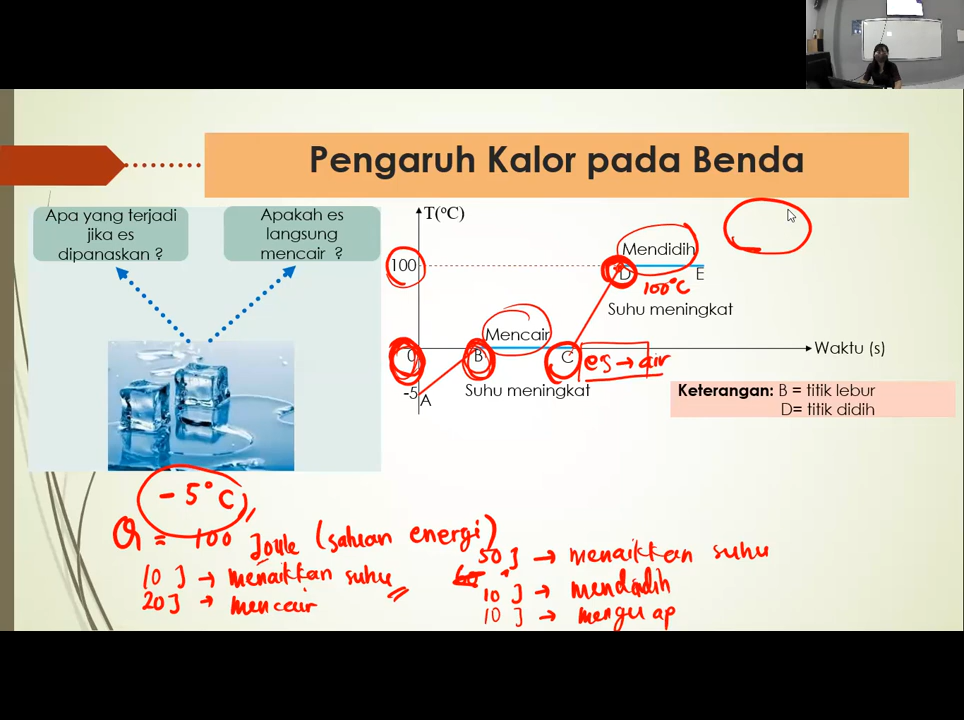 Pengaruh Kalor pada Benda
Apa yang terjadi
jika es
dipanaskan ?
Apakah es
langsung
mencair ?
T(°C)
100
Mendidih
D
E
100°C
Suhu meningkat
Mencair
0
B
C
es → air
Waktu (s)
-5
A
Suhu meningkat
Keterangan: B = titik lebur
D= titik didih
- 5°C
Q = 100 Joule (satuan energi)
10 J → menaikkan suhu
20 J → mencair
50 J → menaikkan suhu
10 J → mendidih
10 J → menguap